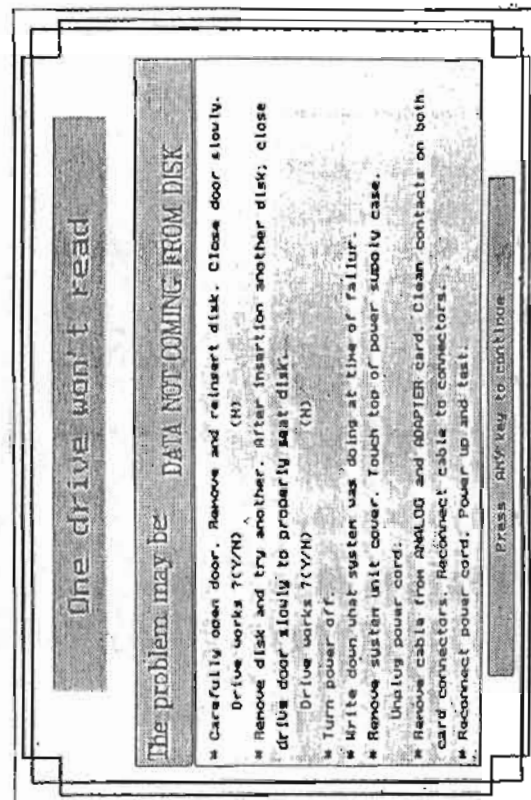 One drive won't read
The problem may be: DATA NOT COMING FROM DISK
* Carefully open door. Remove and reinsert disk. Close door slowly.
Drive works ?(Y/N) (N)
* Remove disk and try another. After insertion another disk; close
drive door slowly to properly seat disk.
Drive works ?(Y/N) (N)
* Turn power off.
* Write down what system was doing at time of failur.
* Remove system unit cover. Touch top of power supply case.
Unplug power cord.
* Remove cable from ANALOG and ADAPTER card. Clean contacts on both
card connectors. Reconnect cable to connectors.
* Reconnect power cord. Power up and test.
Press ANY key to continue